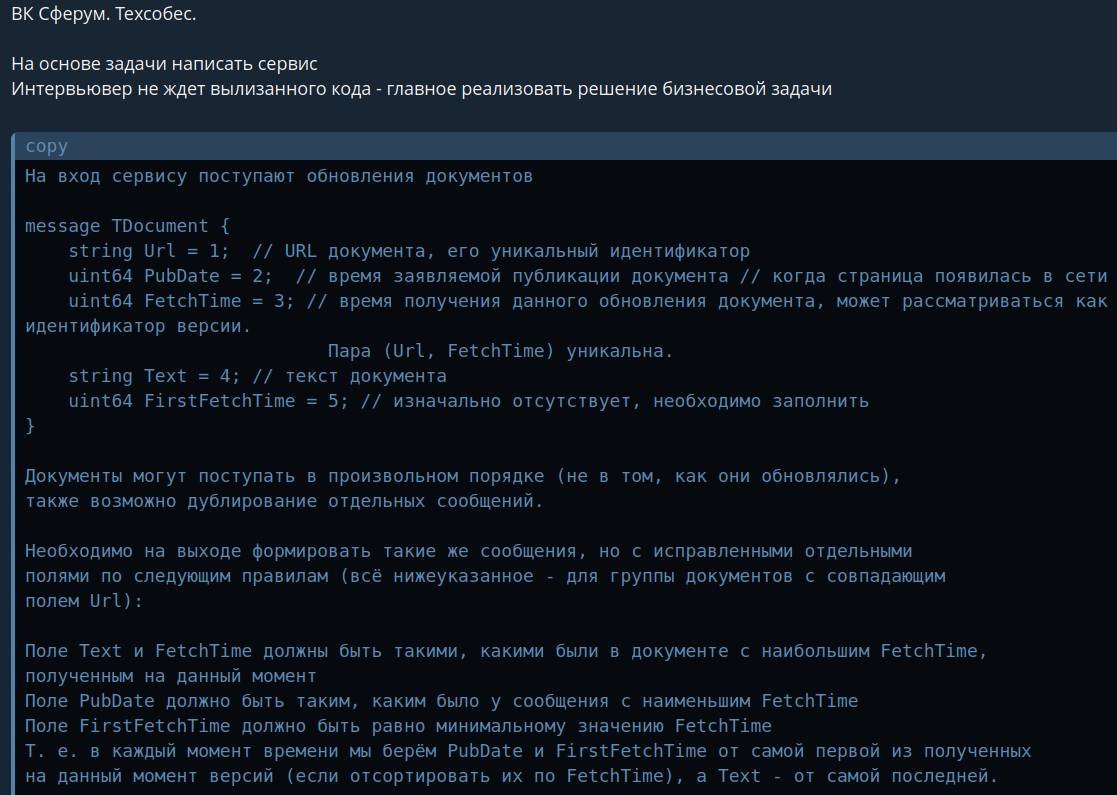 ВК Сферум. Техсобес.
На основе задачи написать сервис
Интервьювер не ждет вылизанного кода - главное реализовать решение бизнесовой задачи
copy
На вход сервису поступают обновления документов
message TDocument {
    string Url = 1;  // URL документа, его уникальный идентификатор
    uint64 PubDate = 2;  // время заявляемой публикации документа // когда страница появилась в сети
    uint64 FetchTime = 3; // время получения данного обновления документа, может рассматриваться как
идентификатор версии.
                            Пара (Url, FetchTime) уникальна.
    string Text = 4; // текст документа
    uint64 FirstFetchTime = 5; // изначально отсутствует, необходимо заполнить
}
Документы могут поступать в произвольном порядке (не в том, как они обновлялись),
также возможно дублирование отдельных сообщений.
Необходимо на выходе формировать такие же сообщения, но с исправленными отдельными
полями по следующим правилам (всё нижеуказанное - для группы документов с совпадающим
полем Url):
Поле Text и FetchTime должны быть такими, какими были в документе с наибольшим FetchTime,
полученным на данный момент
Поле PubDate должно быть таким, каким было у сообщения с наименьшим FetchTime
Поле FirstFetchTime должно быть равно минимальному значению FetchTime
Т. е. в каждый момент времени мы берём PubDate и FirstFetchTime от самой первой из полученных
на данный момент версий (если отсортировать их по FetchTime), а Text - от самой последней.